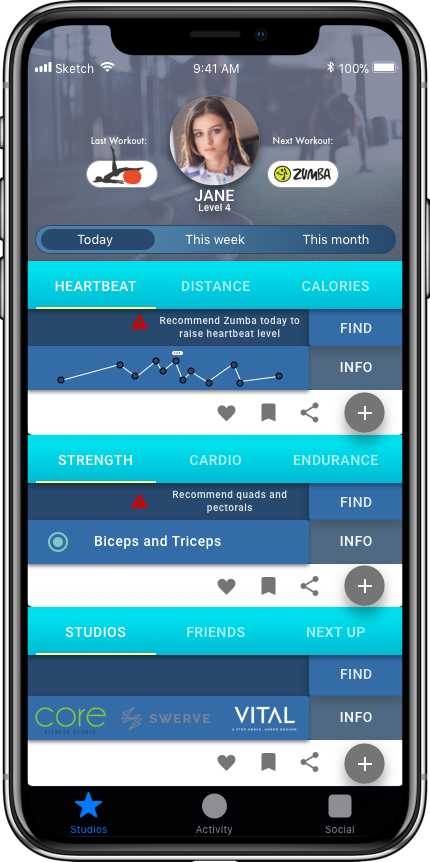 Sketch 9:41 AM 100%
Last Workout: Next Workout:
ZUMBA
JANE
Level 4
Today This week This month
HEARTBEAT DISTANCE CALORIES
Recommend Zumba today to
raise heartbeat level
FIND
INFO
STRENGTH CARDIO ENDURANCE
Recommend quads and
pectorals
FIND
Biceps and Triceps INFO
STUDIOS FRIENDS NEXT UP
FIND
core SWERVE VITAL INFO
FITNESS STUDIO A STEP ABOVE, UNDER GROUND.
Studios Activity Social